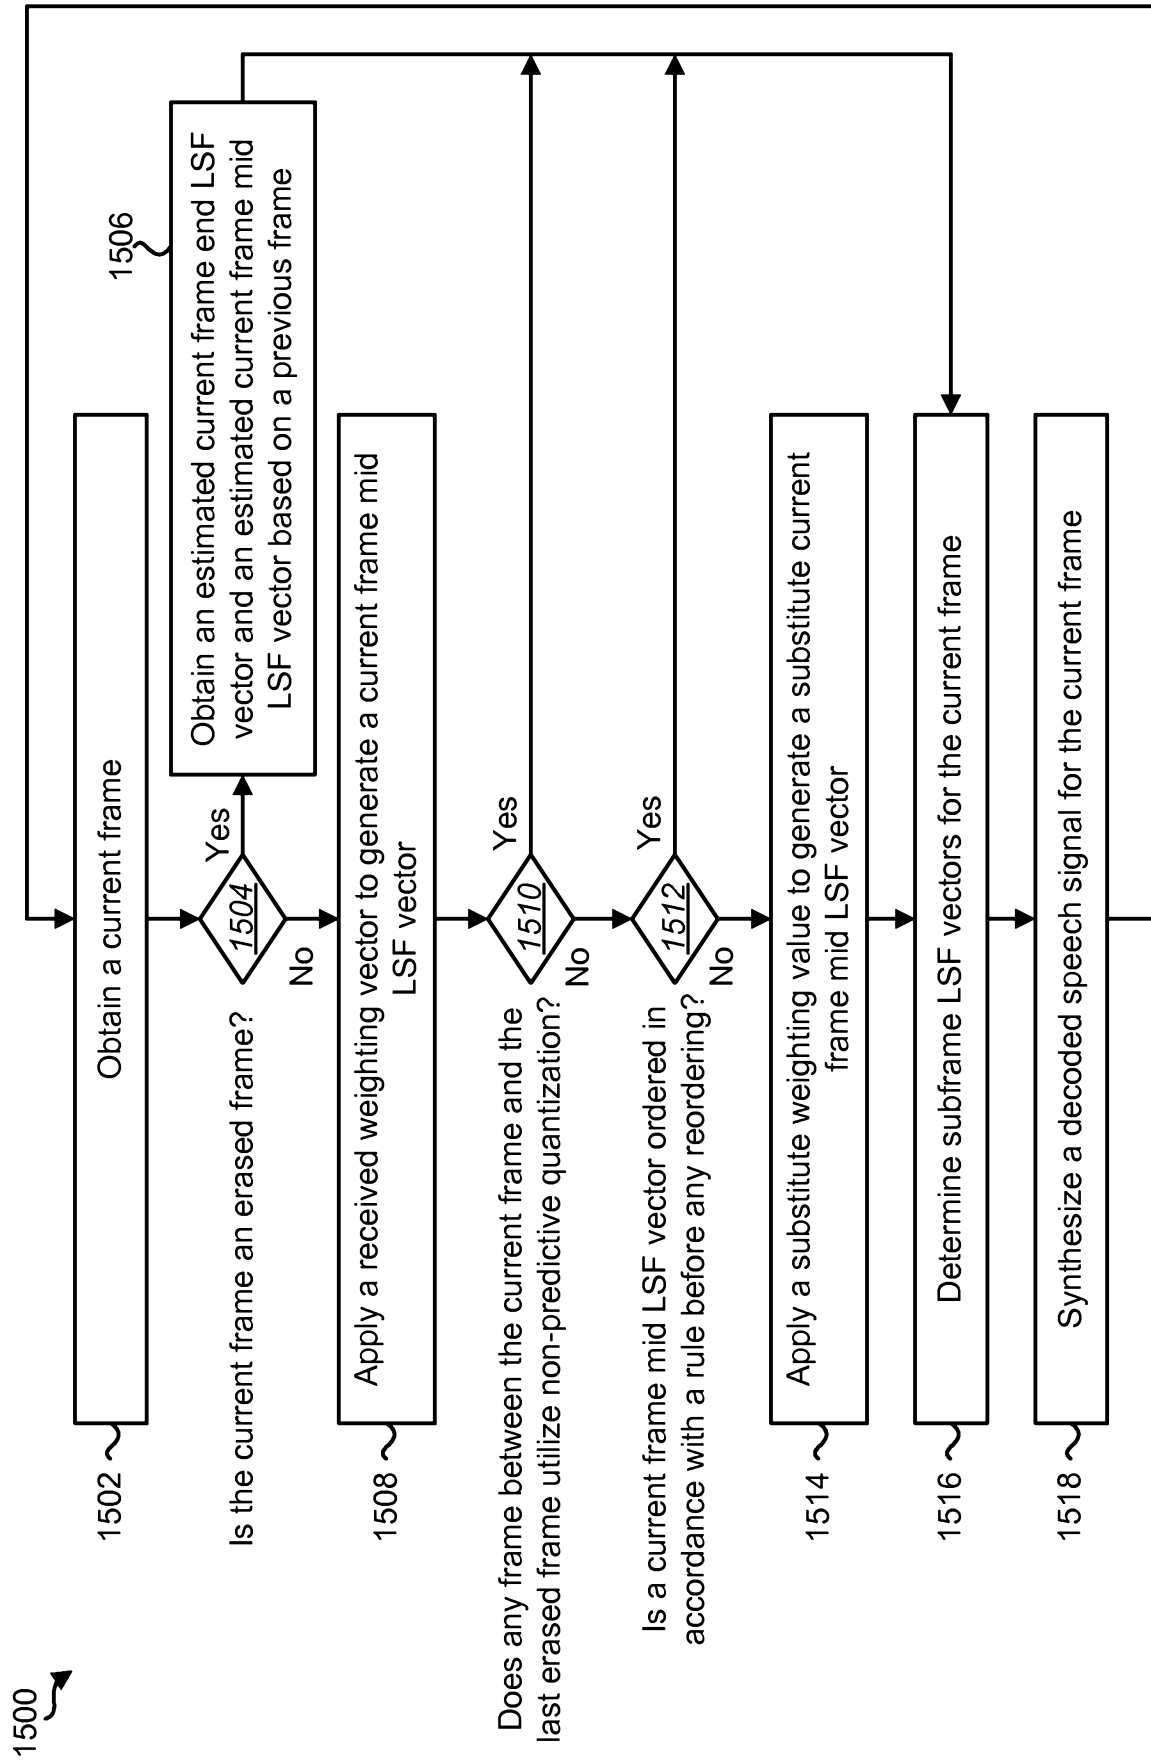 1500
1502
Obtain a current frame
Is the current frame an erased frame?
1504
Yes
No
1506
Obtain an estimated current frame end LSF
vector and an estimated current frame mid
LSF vector based on a previous frame
1508
Apply a received weighting vector to generate a current frame mid
LSF vector
Does any frame between the current frame and the
last erased frame utilize non-predictive quantization?
1510
Yes
No
Is a current frame mid LSF vector ordered in
accordance with a rule before any reordering?
1512
Yes
No
1514
Apply a substitute weighting value to generate a substitute current
frame mid LSF vector
1516
Determine subframe LSF vectors for the current frame
1518
Synthesize a decoded speech signal for the current frame